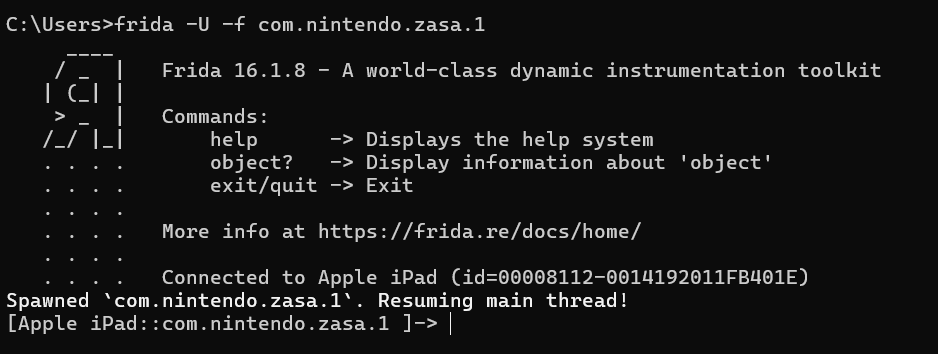 C:\Users>frida -U -f com.nintendo.zasa.1
     ____
    / _  |   Frida 16.1.8 - A world-class dynamic instrumentation toolkit
   | (_| |
    > _  |   Commands:
   /_/ |_|       help      -> Displays the help system
   . . . .       object?   -> Display information about 'object'
   . . . .       exit/quit -> Exit
   . . . .
   . . . .   More info at https://frida.re/docs/home/
   . . . .
   . . . .   Connected to Apple iPad (id=00008112-0014192011FB401E)
Spawned `com.nintendo.zasa.1`. Resuming main thread!
[Apple iPad::com.nintendo.zasa.1 ]->